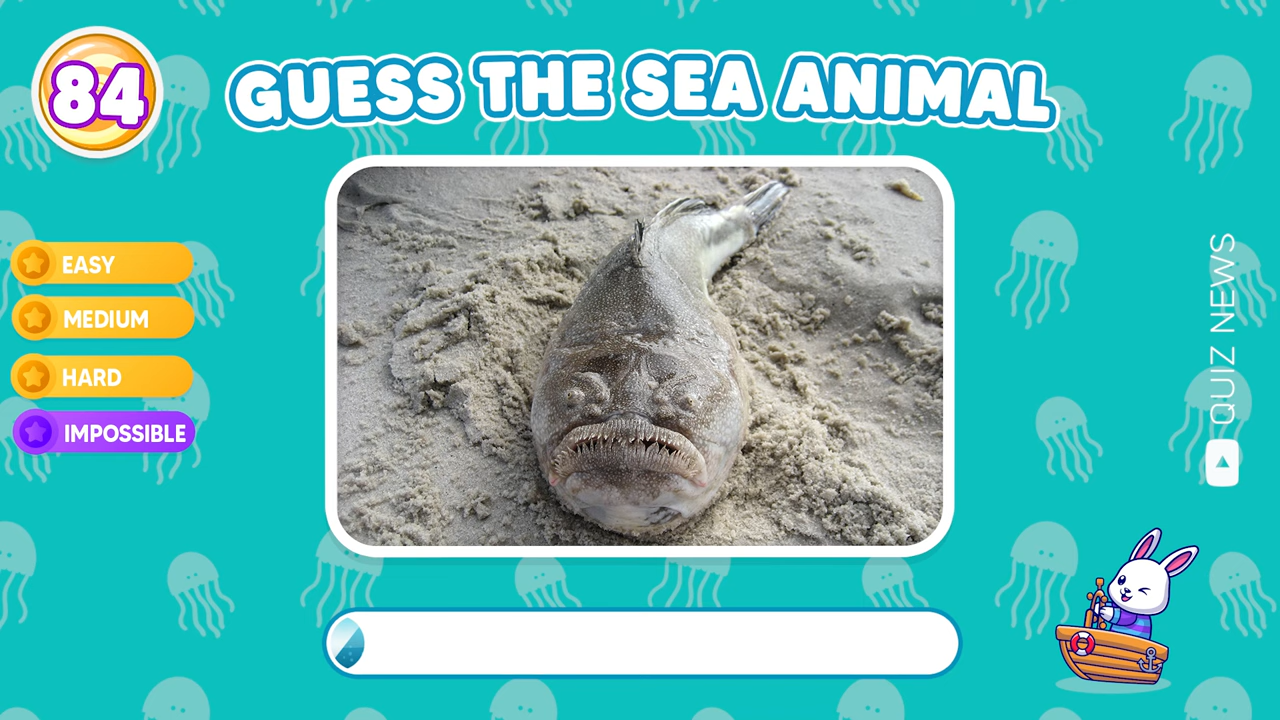 84
GUESS THE SEA ANIMAL
EASY
MEDIUM
HARD
IMPOSSIBLE
QUIZ NEWS